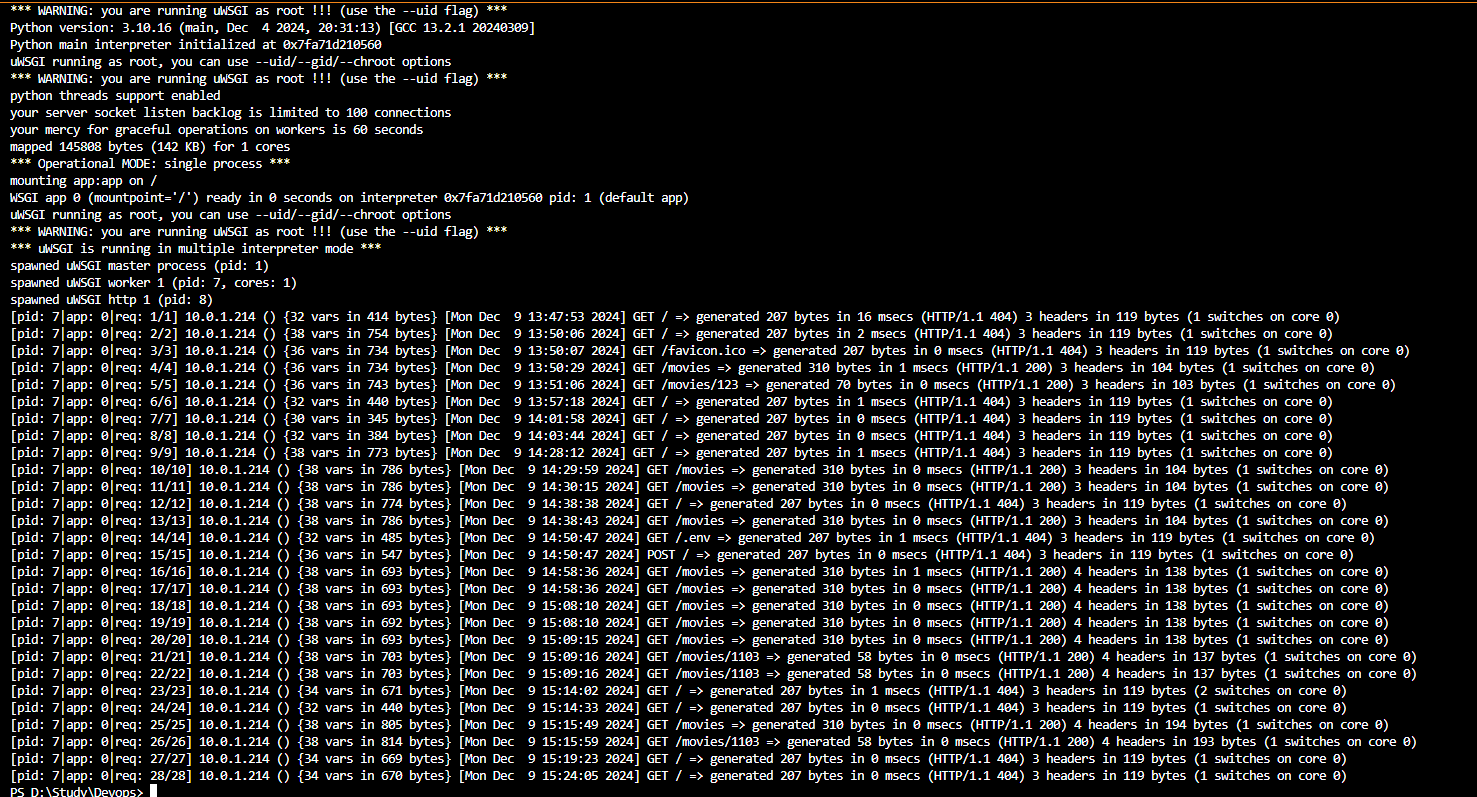 *** WARNING: you are running uWSGI as root !!! (use the --uid flag) ***
Python version: 3.10.16 (main, Dec  4 2024, 20:31:13) [GCC 13.2.1 20240309]
Python main interpreter initialized at 0x7fa71d210560
uWSGI running as root, you can use --uid/--gid/--chroot options
*** WARNING: you are running uWSGI as root !!! (use the --uid flag) ***
python threads support enabled
your server socket listen backlog is limited to 100 connections
your mercy for graceful operations on workers is 60 seconds
mapped 145808 bytes (142 KB) for 1 cores
*** Operational MODE: single process ***
mounting app:app on /
WSGI app 0 (mountpoint='/') ready in 0 seconds on interpreter 0x7fa71d210560 pid: 1 (default app)
uWSGI running as root, you can use --uid/--gid/--chroot options
*** WARNING: you are running uWSGI as root !!! (use the --uid flag) ***
*** uWSGI is running in multiple interpreter mode ***
spawned uWSGI master process (pid: 1)
spawned uWSGI worker 1 (pid: 7, cores: 1)
spawned uWSGI http 1 (pid: 8)
[pid: 7|app: 0|req: 1/1] 10.0.1.214 () {32 vars in 414 bytes} [Mon Dec  9 13:47:53 2024] GET / => generated 207 bytes in 16 msecs (HTTP/1.1 404) 3 headers in 119 bytes (1 switches on core 0)
[pid: 7|app: 0|req: 2/2] 10.0.1.214 () {38 vars in 754 bytes} [Mon Dec  9 13:50:06 2024] GET / => generated 207 bytes in 2 msecs (HTTP/1.1 404) 3 headers in 119 bytes (1 switches on core 0)
[pid: 7|app: 0|req: 3/3] 10.0.1.214 () {36 vars in 734 bytes} [Mon Dec  9 13:50:07 2024] GET /favicon.ico => generated 207 bytes in 0 msecs (HTTP/1.1 404) 3 headers in 119 bytes (1 switches on core 0)
[pid: 7|app: 0|req: 4/4] 10.0.1.214 () {36 vars in 734 bytes} [Mon Dec  9 13:50:29 2024] GET /movies => generated 310 bytes in 1 msecs (HTTP/1.1 200) 3 headers in 104 bytes (1 switches on core 0)
[pid: 7|app: 0|req: 5/5] 10.0.1.214 () {36 vars in 743 bytes} [Mon Dec  9 13:51:06 2024] GET /movies/123 => generated 70 bytes in 0 msecs (HTTP/1.1 200) 3 headers in 103 bytes (1 switches on core 0)
[pid: 7|app: 0|req: 6/6] 10.0.1.214 () {32 vars in 440 bytes} [Mon Dec  9 13:57:18 2024] GET / => generated 207 bytes in 1 msecs (HTTP/1.1 404) 3 headers in 119 bytes (1 switches on core 0)
[pid: 7|app: 0|req: 7/7] 10.0.1.214 () {30 vars in 345 bytes} [Mon Dec  9 14:01:58 2024] GET / => generated 207 bytes in 0 msecs (HTTP/1.1 404) 3 headers in 119 bytes (1 switches on core 0)
[pid: 7|app: 0|req: 8/8] 10.0.1.214 () {32 vars in 384 bytes} [Mon Dec  9 14:03:44 2024] GET / => generated 207 bytes in 0 msecs (HTTP/1.1 404) 3 headers in 119 bytes (1 switches on core 0)
[pid: 7|app: 0|req: 9/9] 10.0.1.214 () {38 vars in 773 bytes} [Mon Dec  9 14:28:12 2024] GET / => generated 207 bytes in 1 msecs (HTTP/1.1 404) 3 headers in 119 bytes (1 switches on core 0)
[pid: 7|app: 0|req: 10/10] 10.0.1.214 () {38 vars in 786 bytes} [Mon Dec  9 14:29:59 2024] GET /movies => generated 310 bytes in 0 msecs (HTTP/1.1 200) 3 headers in 104 bytes (1 switches on core 0)
[pid: 7|app: 0|req: 11/11] 10.0.1.214 () {38 vars in 786 bytes} [Mon Dec  9 14:30:15 2024] GET /movies => generated 310 bytes in 0 msecs (HTTP/1.1 200) 3 headers in 104 bytes (1 switches on core 0)
[pid: 7|app: 0|req: 12/12] 10.0.1.214 () {38 vars in 774 bytes} [Mon Dec  9 14:38:38 2024] GET / => generated 207 bytes in 0 msecs (HTTP/1.1 404) 3 headers in 119 bytes (1 switches on core 0)
[pid: 7|app: 0|req: 13/13] 10.0.1.214 () {38 vars in 786 bytes} [Mon Dec  9 14:38:43 2024] GET /movies => generated 310 bytes in 0 msecs (HTTP/1.1 200) 3 headers in 104 bytes (1 switches on core 0)
[pid: 7|app: 0|req: 14/14] 10.0.1.214 () {32 vars in 485 bytes} [Mon Dec  9 14:50:47 2024] GET /.env => generated 207 bytes in 1 msecs (HTTP/1.1 404) 3 headers in 119 bytes (1 switches on core 0)
[pid: 7|app: 0|req: 15/15] 10.0.1.214 () {36 vars in 547 bytes} [Mon Dec  9 14:50:47 2024] POST / => generated 207 bytes in 0 msecs (HTTP/1.1 404) 3 headers in 119 bytes (1 switches on core 0)
[pid: 7|app: 0|req: 16/16] 10.0.1.214 () {38 vars in 693 bytes} [Mon Dec  9 14:58:36 2024] GET /movies => generated 310 bytes in 1 msecs (HTTP/1.1 200) 4 headers in 138 bytes (1 switches on core 0)
[pid: 7|app: 0|req: 17/17] 10.0.1.214 () {38 vars in 693 bytes} [Mon Dec  9 14:58:36 2024] GET /movies => generated 310 bytes in 0 msecs (HTTP/1.1 200) 4 headers in 138 bytes (1 switches on core 0)
[pid: 7|app: 0|req: 18/18] 10.0.1.214 () {38 vars in 693 bytes} [Mon Dec  9 15:08:10 2024] GET /movies => generated 310 bytes in 0 msecs (HTTP/1.1 200) 4 headers in 138 bytes (1 switches on core 0)
[pid: 7|app: 0|req: 19/19] 10.0.1.214 () {38 vars in 692 bytes} [Mon Dec  9 15:08:10 2024] GET /movies => generated 310 bytes in 0 msecs (HTTP/1.1 200) 4 headers in 138 bytes (1 switches on core 0)
[pid: 7|app: 0|req: 20/20] 10.0.1.214 () {38 vars in 693 bytes} [Mon Dec  9 15:09:15 2024] GET /movies => generated 310 bytes in 0 msecs (HTTP/1.1 200) 4 headers in 138 bytes (1 switches on core 0)
[pid: 7|app: 0|req: 21/21] 10.0.1.214 () {38 vars in 703 bytes} [Mon Dec  9 15:09:16 2024] GET /movies/1103 => generated 58 bytes in 0 msecs (HTTP/1.1 200) 4 headers in 137 bytes (1 switches on core 0)
[pid: 7|app: 0|req: 22/22] 10.0.1.214 () {38 vars in 703 bytes} [Mon Dec  9 15:09:16 2024] GET /movies/1103 => generated 58 bytes in 0 msecs (HTTP/1.1 200) 4 headers in 137 bytes (1 switches on core 0)
[pid: 7|app: 0|req: 23/23] 10.0.1.214 () {34 vars in 671 bytes} [Mon Dec  9 15:14:02 2024] GET / => generated 207 bytes in 1 msecs (HTTP/1.1 404) 3 headers in 119 bytes (2 switches on core 0)
[pid: 7|app: 0|req: 24/24] 10.0.1.214 () {32 vars in 440 bytes} [Mon Dec  9 15:14:33 2024] GET / => generated 207 bytes in 0 msecs (HTTP/1.1 404) 3 headers in 119 bytes (1 switches on core 0)
[pid: 7|app: 0|req: 25/25] 10.0.1.214 () {38 vars in 805 bytes} [Mon Dec  9 15:15:49 2024] GET /movies => generated 310 bytes in 0 msecs (HTTP/1.1 200) 4 headers in 194 bytes (1 switches on core 0)
[pid: 7|app: 0|req: 26/26] 10.0.1.214 () {38 vars in 814 bytes} [Mon Dec  9 15:15:59 2024] GET /movies/1103 => generated 58 bytes in 0 msecs (HTTP/1.1 200) 4 headers in 193 bytes (1 switches on core 0)
[pid: 7|app: 0|req: 27/27] 10.0.1.214 () {34 vars in 669 bytes} [Mon Dec  9 15:19:23 2024] GET / => generated 207 bytes in 0 msecs (HTTP/1.1 404) 3 headers in 119 bytes (1 switches on core 0)
[pid: 7|app: 0|req: 28/28] 10.0.1.214 () {34 vars in 670 bytes} [Mon Dec  9 15:24:05 2024] GET / => generated 207 bytes in 0 msecs (HTTP/1.1 404) 3 headers in 119 bytes (1 switches on core 0)
PS D:\Study\Devops>